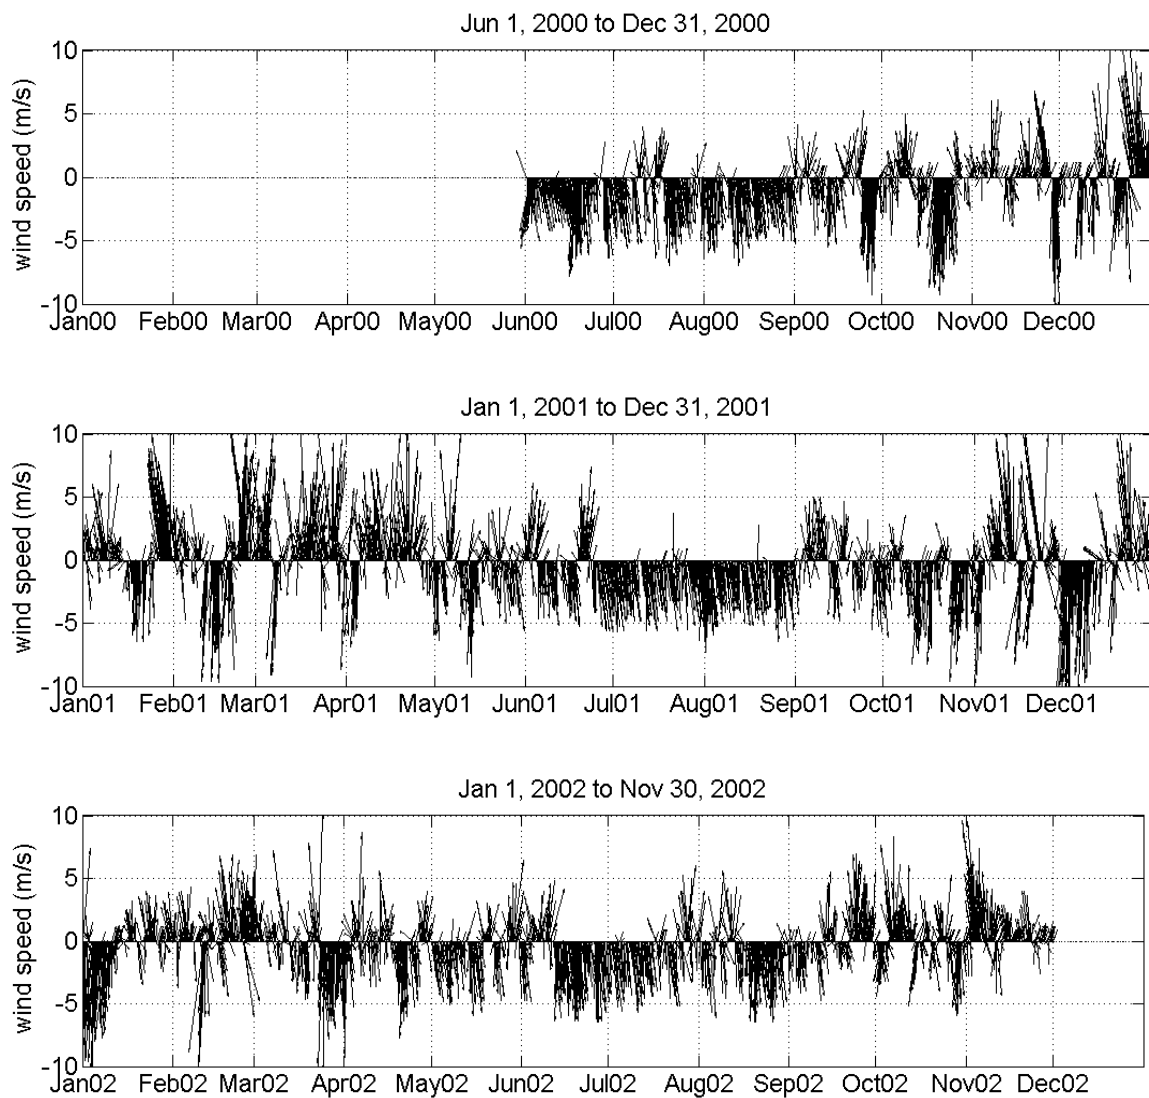 Jun 1, 2000 to Dec 31, 2000
wind speed (m/s)
10
5
0
-5
-10
Jan00 Feb00 Mar00 Apr00 May00 Jun00 Jul00 Aug00 Sep00 Oct00 Nov00 Dec00
Jan 1, 2001 to Dec 31, 2001
wind speed (m/s)
10
5
0
-5
-10
Jan01 Feb01 Mar01 Apr01 May01 Jun01 Jul01 Aug01 Sep01 Oct01 Nov01 Dec01
Jan 1, 2002 to Nov 30, 2002
wind speed (m/s)
10
5
0
-5
-10
Jan02 Feb02 Mar02 Apr02 May02 Jun02 Jul02 Aug02 Sep02 Oct02 Nov02 Dec02